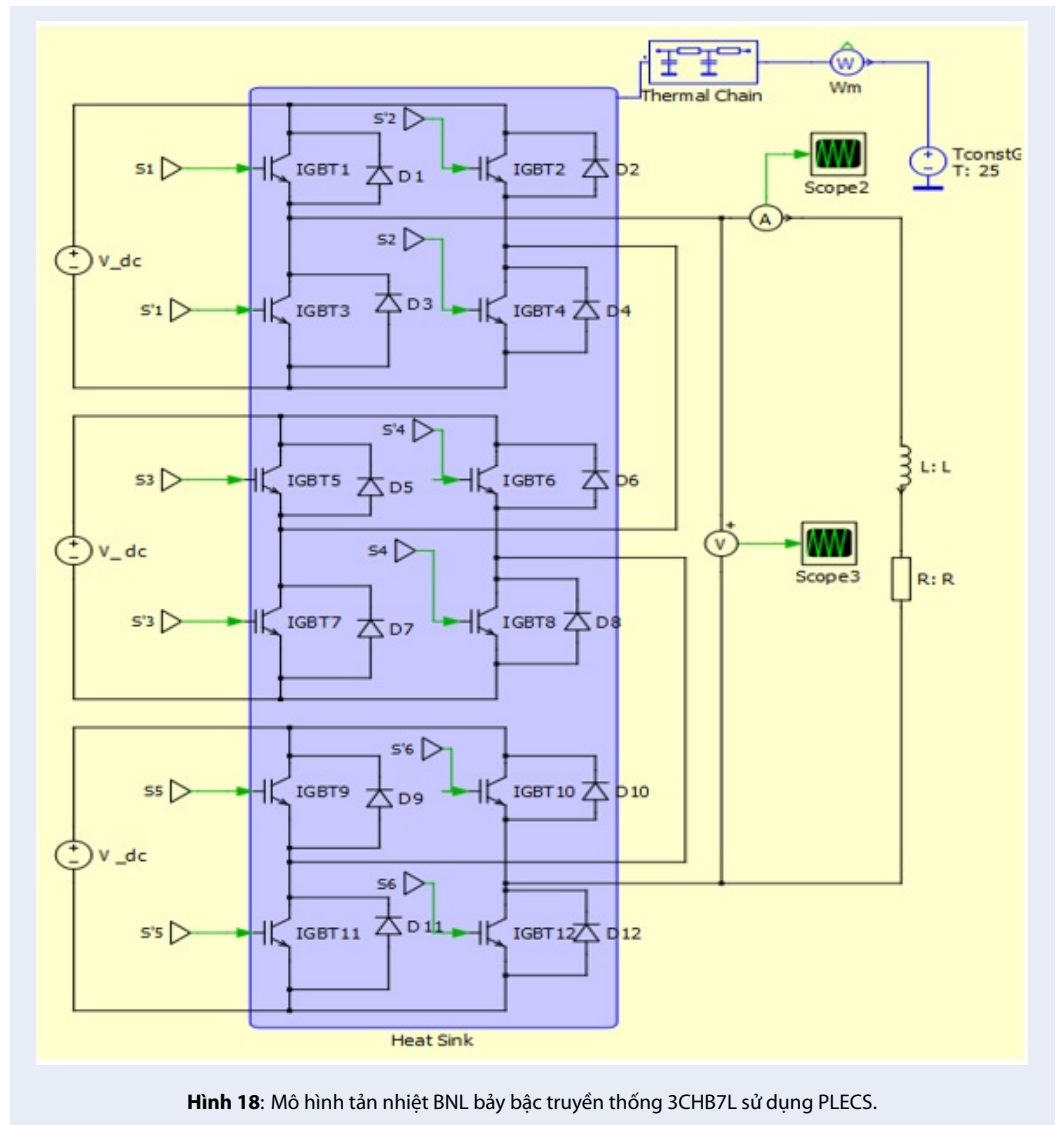 Thermal Chain
W
Wm
TconstG
T: 25
S1
IGBT1
D1
S'2
IGBT2
D2
Scope2
A
V_dc
S'1
IGBT3
D3
S2
IGBT4
D4
S3
IGBT5
D5
S'4
IGBT6
D6
L: L
V_dc
S4
V
Scope3
R: R
S'3
IGBT7
D7
IGBT8
D8
S5
IGBT9
D9
S'6
IGBT10
D10
V_dc
S'5
IGBT11
D11
S6
IGBT12
D12
Heat Sink
Hình 18: Mô hình tản nhiệt BNL bảy bậc truyền thống 3CHB7L sử dụng PLECS.